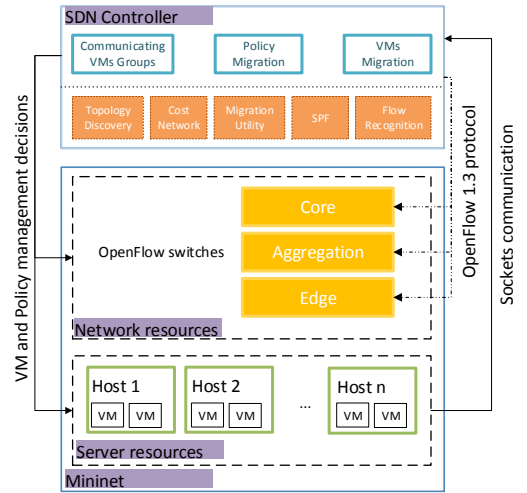 SDN Controller
Communicating
VMs Groups
Policy
Migration
VMs
Migration
Topology
Discovery
Cost
Network
Migration
Utility
SPF
Flow
Recognition
VM and Policy management decisions
OpenFlow 1.3 protocol
Sockets communication
OpenFlow switches
Core
Aggregation
Edge
Network resources
Host 1
VM VM
Host 2
VM VM
...
Host n
VM VM
Server resources
Mininet